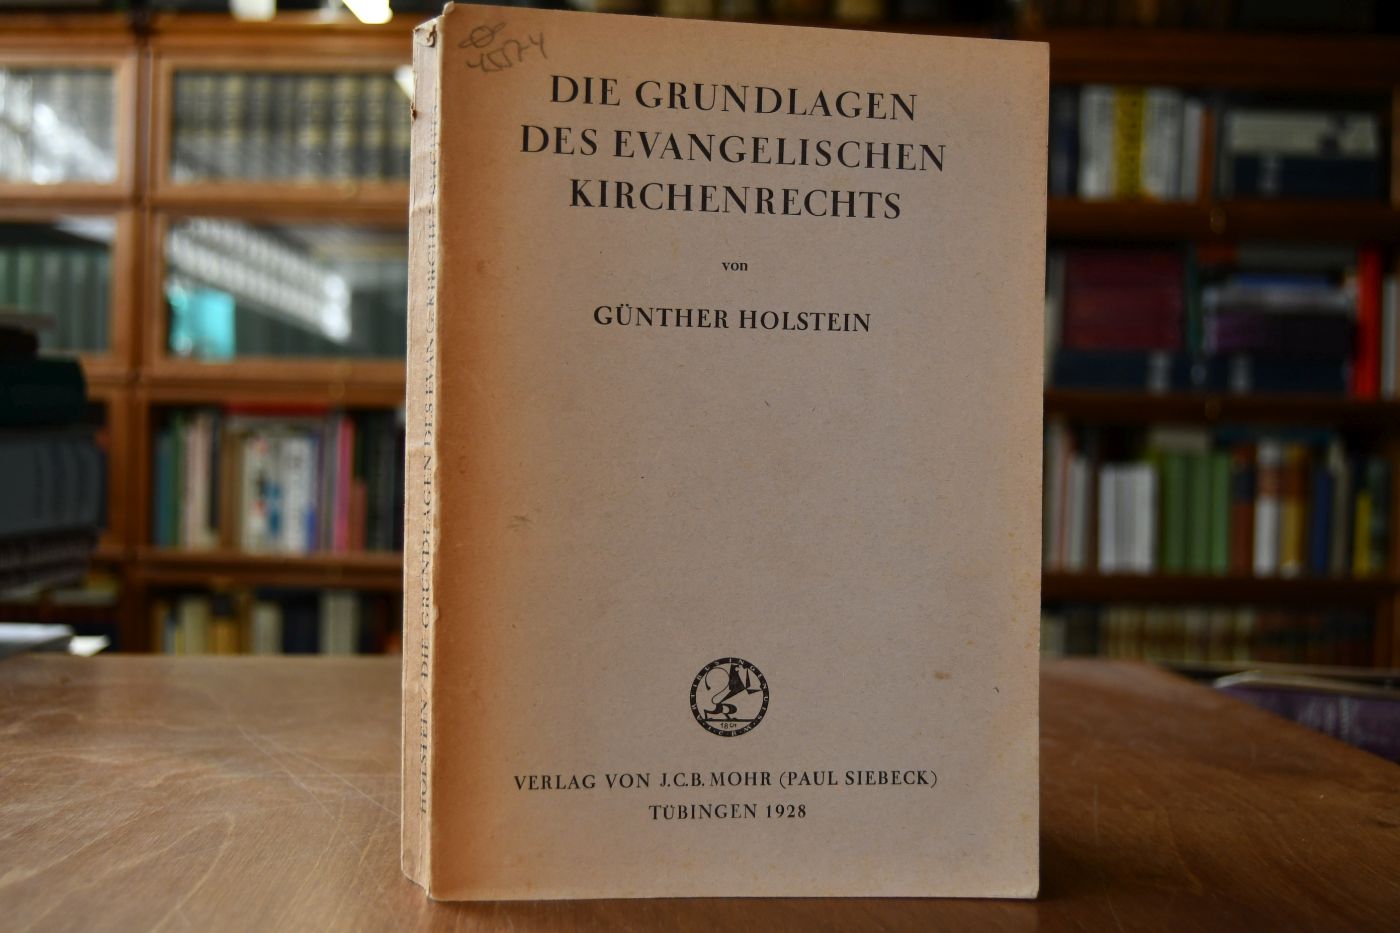 DIE GRUNDLAGEN
DES EVANGELISCHEN
KIRCHENRECHTS
von
GÜNTHER HOLSTEIN
1801
VERLAG VON J.C.B. MOHR (PAUL SIEBECK)
TÜBINGEN 1928
HOLSTEIN / DIE GRUNDLAGEN DES EVANG. KIRCHENRECHTS